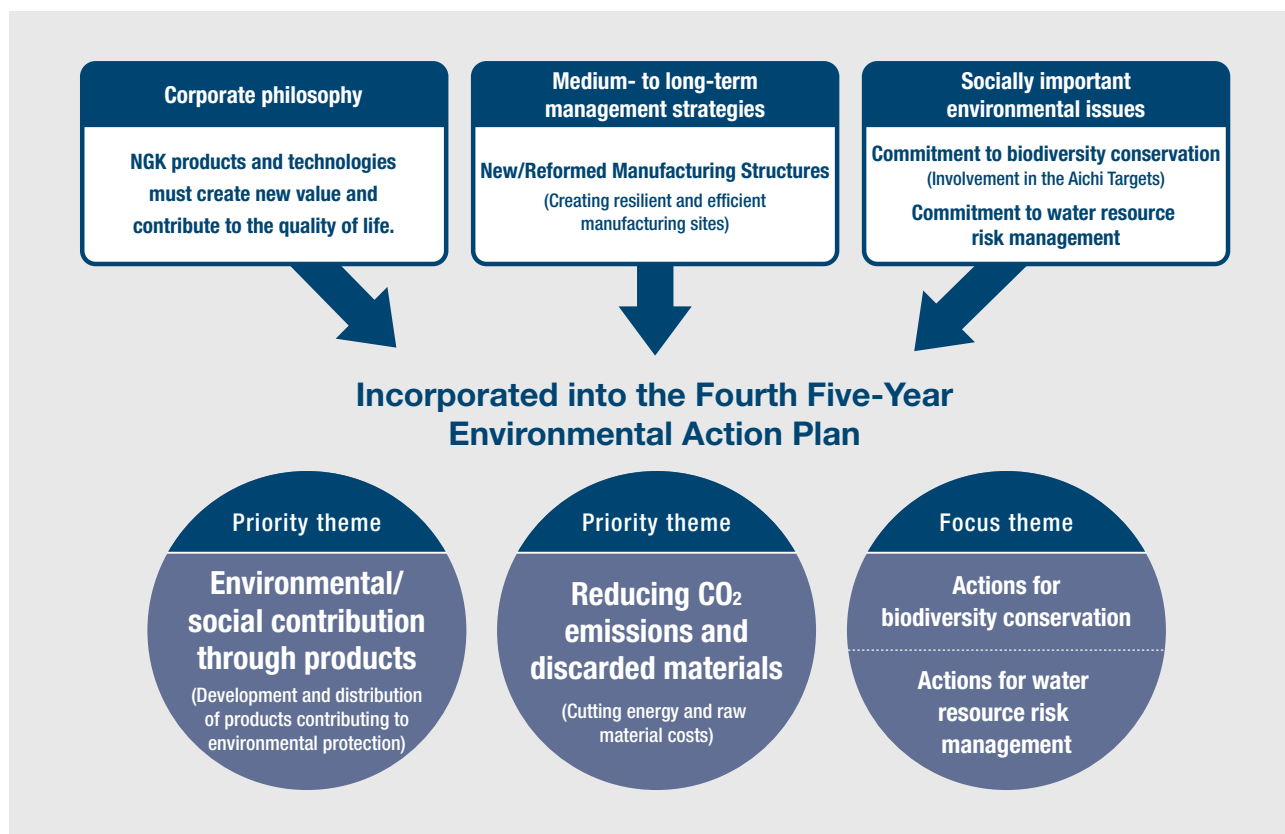 Corporate philosophy
NGK products and technologies
must create new value and
contribute to the quality of life.
Medium- to long-term
management strategies
New/Reformed Manufacturing Structures
(Creating resilient and efficient
manufacturing sites)
Socially important
environmental issues
Commitment to biodiversity conservation
(Involvement in the Aichi Targets)
Commitment to water resource
risk management
Incorporated into the Fourth Five-Year
Environmental Action Plan
Priority theme
Environmental/
social contribution
through products
(Development and distribution
of products contributing to
environmental protection)
Priority theme
Reducing CO₂
emissions and
discarded materials
(Cutting energy and raw
material costs)
Focus theme
Actions for
biodiversity conservation
Actions for water
resource risk
management